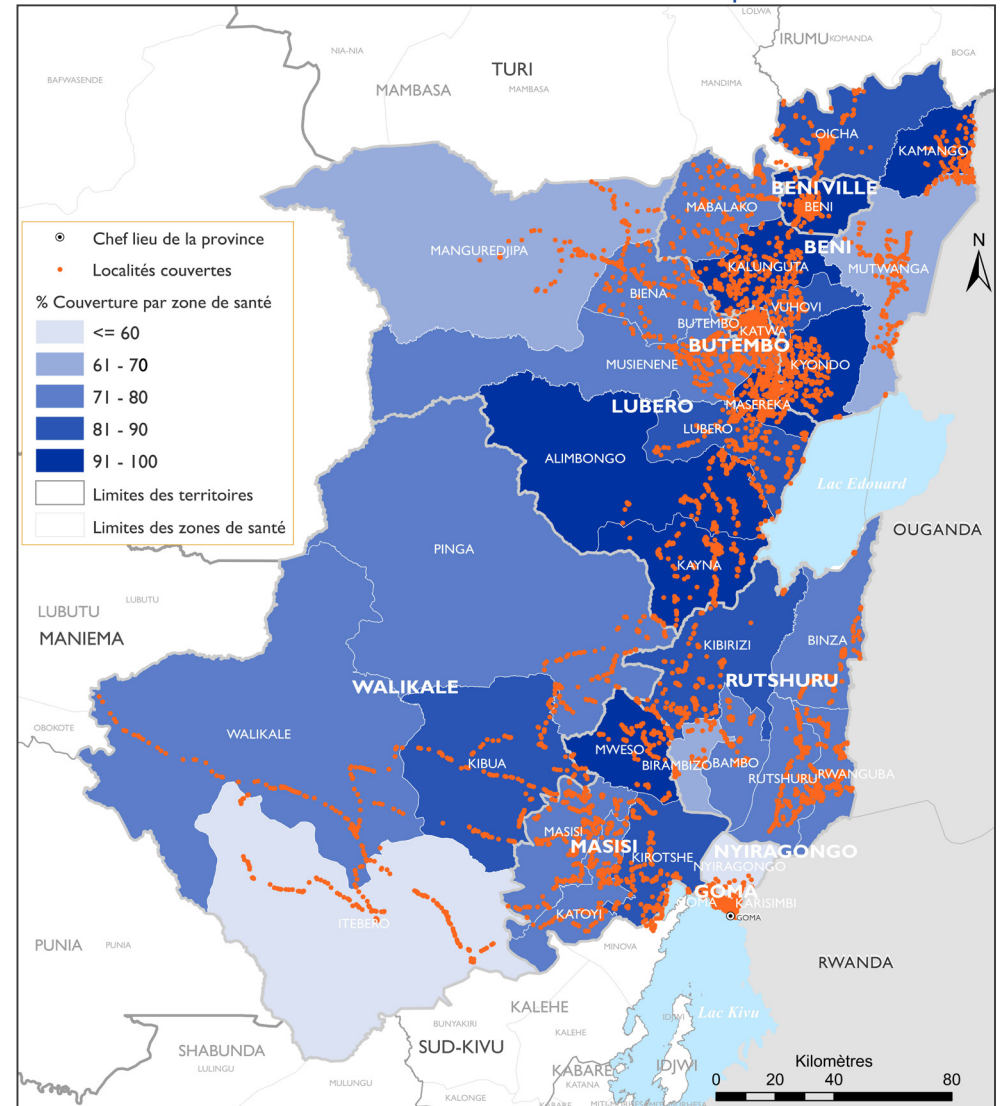 LOLWA
IRUMU
KOMANDA
NIA-NIA
BOGA
TURI
BAFWASENDE
MAMBASA
MAMBASA
MANDIMA
OICHA
KAMANGO
BENIVILLE
BENI
MABALAKO
Chef lieu de la province
Localités couvertes
% Couverture par zone de santé
<= 60
61 - 70
71 - 80
81 - 90
91 - 100
Limites des territoires
Limites des zones de santé
MANGUREDJIPA
BENI
N
KALUNGUTA
MUTWANGA
BIENA
VUHOVI
BUTEMBO
KATWA
BUTEMBO
MUSIENENE
KYONDO
LUBERO
MASEREKA
LUBERO
ALIMBONGO
Lac Edouard
OUGANDA
PINGA
KAYNA
LUBUTU
LUBUTU
MANIEMA
KIBIRIZI
BINZA
WALIKALE
RUTSHURU
OBOKOTE
WALIKALE
MWESO
KIBUA
BIRAMBIZO
BAMBO
RUTSHURU
RWANGUBA
MASISI
MASISI
KIROTSHE
NYIRAGONGO
NYIRAGONGO
GOMA
GOMA
KARISIMBI
KATOYI
GOMA
ITEBERO
PUNIA
PUNIA
MINOVA
RWANDA
KALEHE
IDJWI
Lac Kivu
BUNYAKIRI
KALEHE
SUD-KIVU
SHABUNDA
LULINGU
KABARE
IDJWI
KATANA
MULUNGU
KALONGE
Kilomètres
0 20 40 80